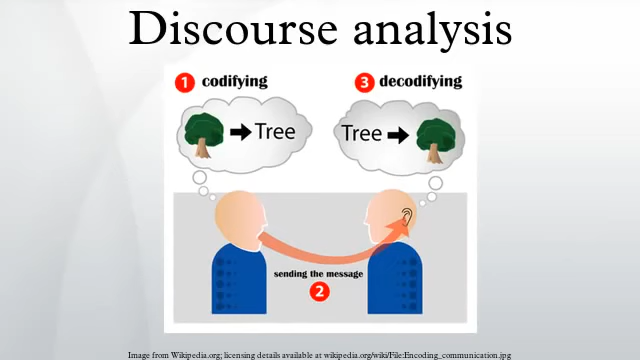 Discourse analysis
1 codifying
3 decodifying
Tree
Tree
sending the message
2
Image from Wikipedia.org; licensing details available at wikipedia.org/wiki/File:Encoding_communication.jpg